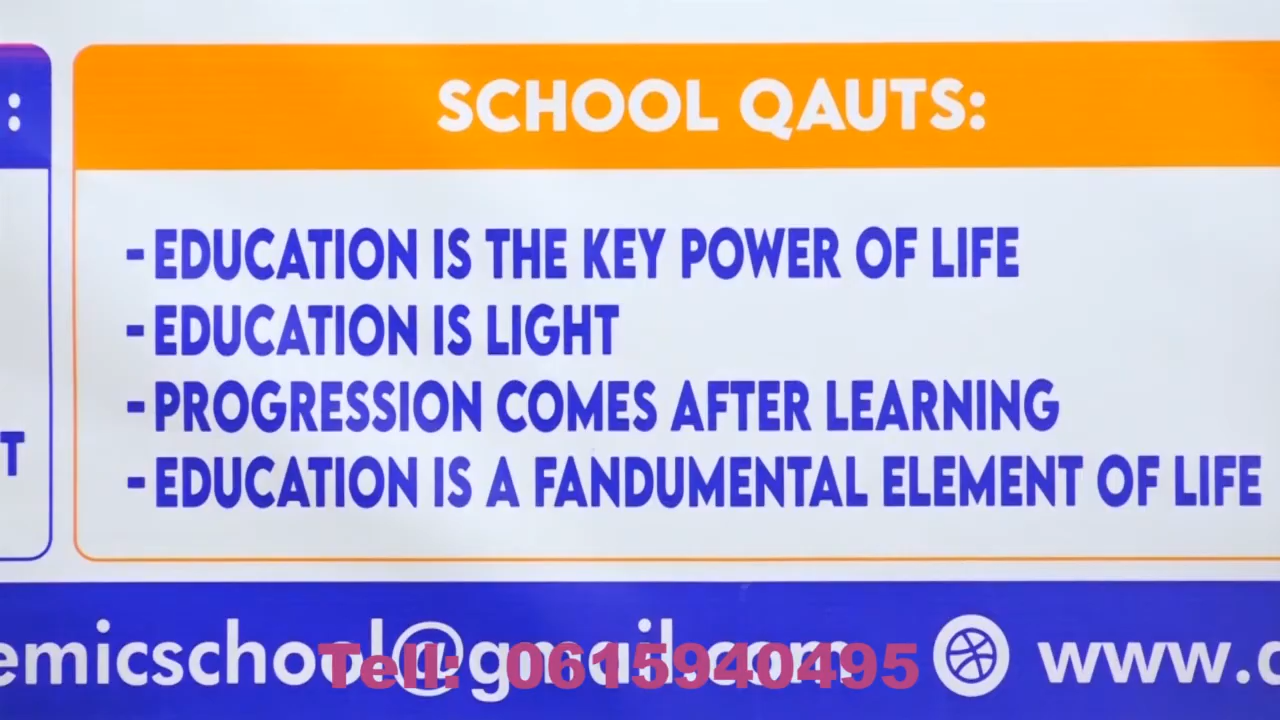 :
SCHOOL QAUTS:
- EDUCATION IS THE KEY POWER OF LIFE
- EDUCATION IS LIGHT
- PROGRESSION COMES AFTER LEARNING
T
- EDUCATION IS A FANDUMENTAL ELEMENT OF LIFE
emicschool@gmail.com www.
Tell: 0615940495